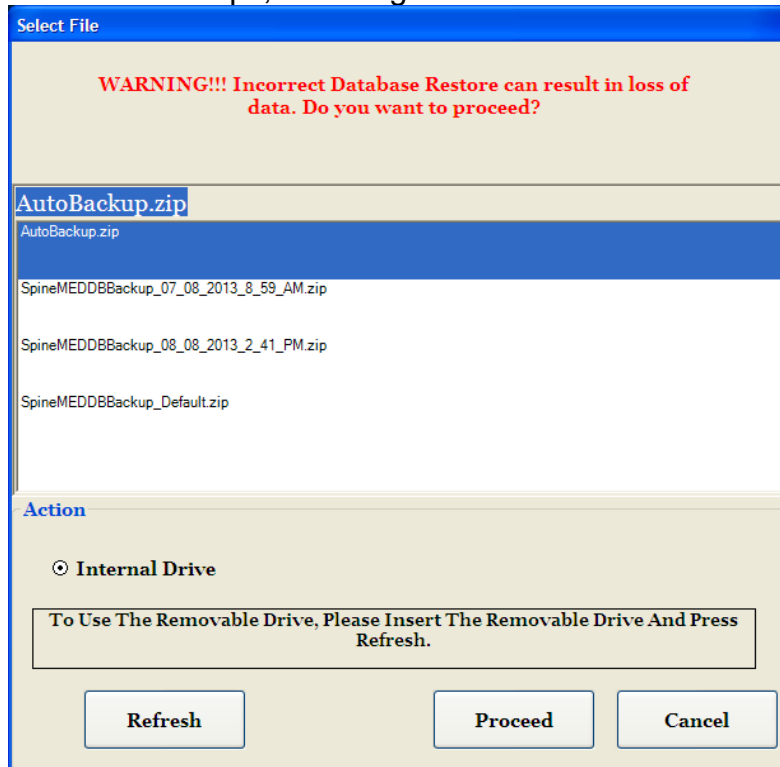 Select File
WARNING!!! Incorrect Database Restore can result in loss of
data. Do you want to proceed?
AutoBackup.zip
AutoBackup.zip
SpineMEDDBBackup_07_08_2013_8_59_AM.zip
SpineMEDDBBackup_08_08_2013_2_41_PM.zip
SpineMEDDBBackup_Default.zip
Action
Internal Drive
To Use The Removable Drive, Please Insert The Removable Drive And Press
Refresh.
Refresh
Proceed
Cancel